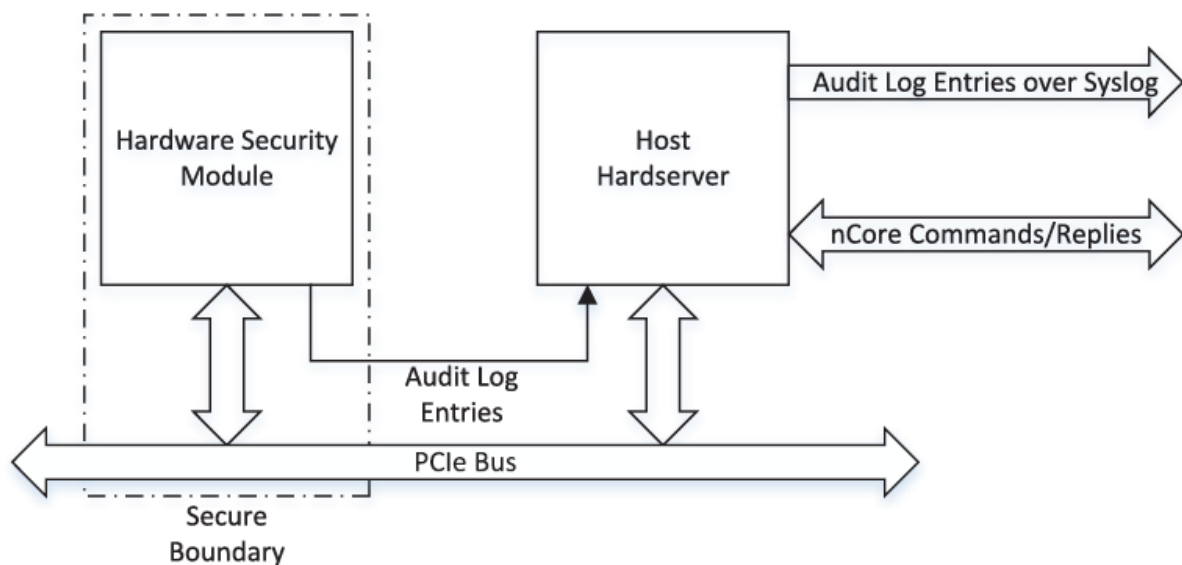 Hardware Security
Module
Host
Hardserver
Audit Log Entries over Syslog
nCore Commands/Replies
Audit Log
Entries
PCIe Bus
Secure
Boundary